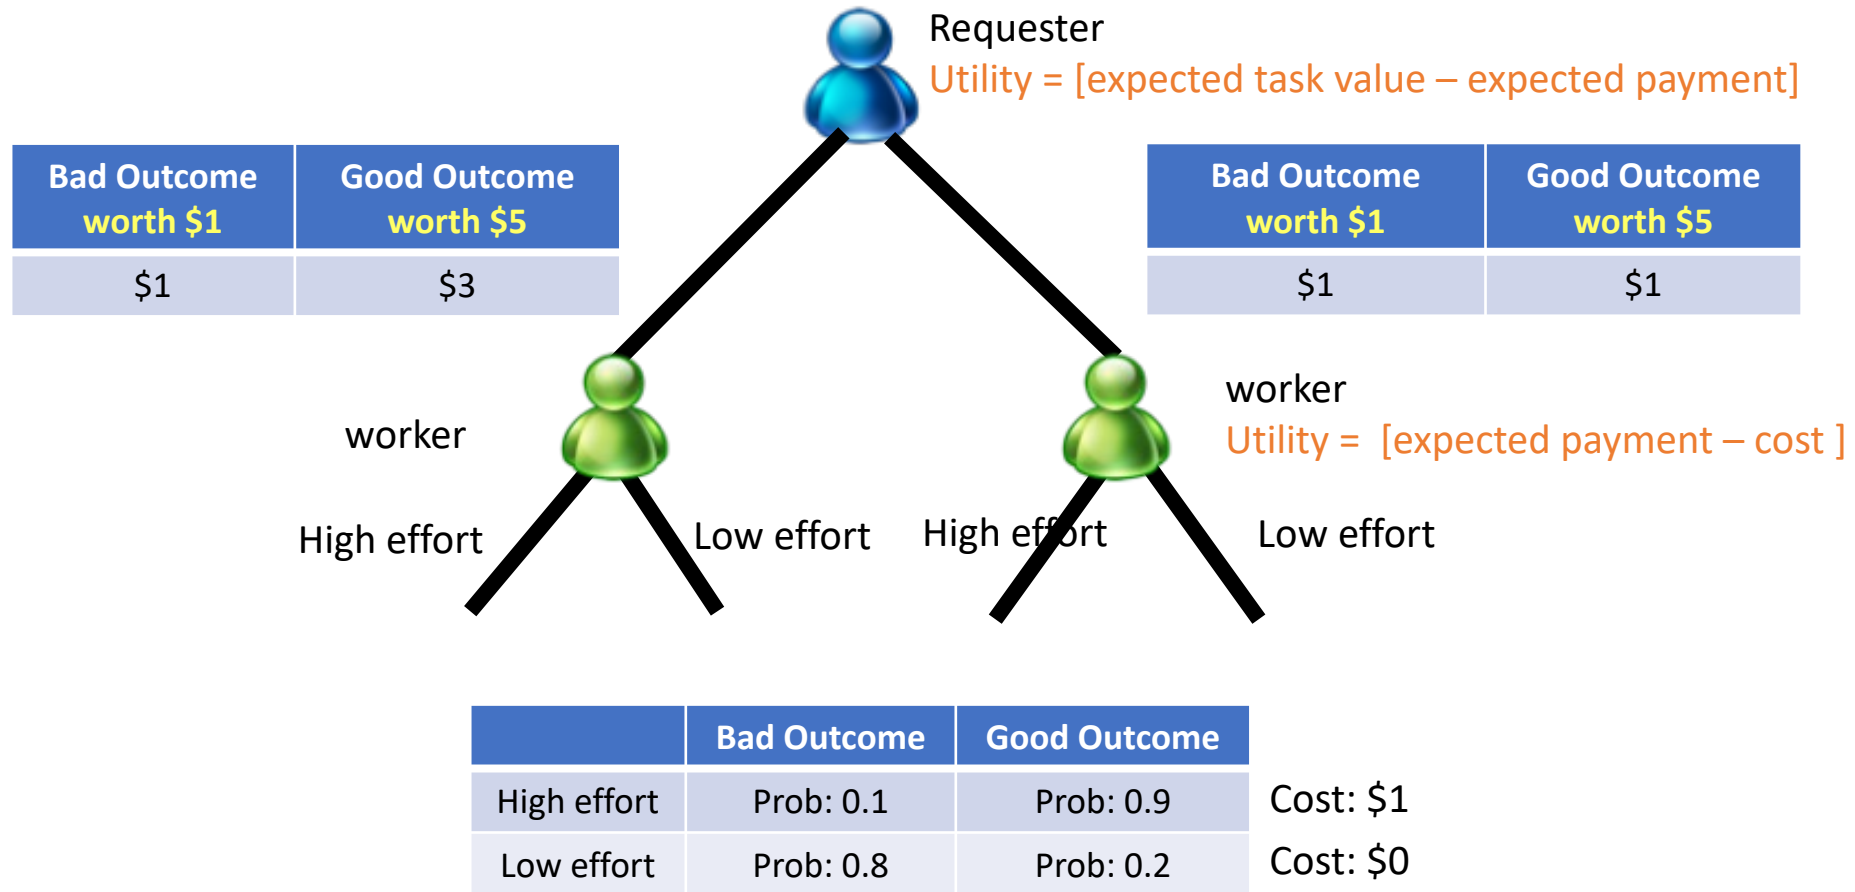 Requester
Utility = [expected task value – expected payment]
Bad Outcome worth $1
Good Outcome worth $5
$1
$3
Bad Outcome worth $1
Good Outcome worth $5
$1
$1
worker
worker
Utility = [expected payment – cost ]
High effort
Low effort
High effort
Low effort
Bad Outcome
Good Outcome
High effort
Prob: 0.1
Prob: 0.9
Cost: $1
Low effort
Prob: 0.8
Prob: 0.2
Cost: $0